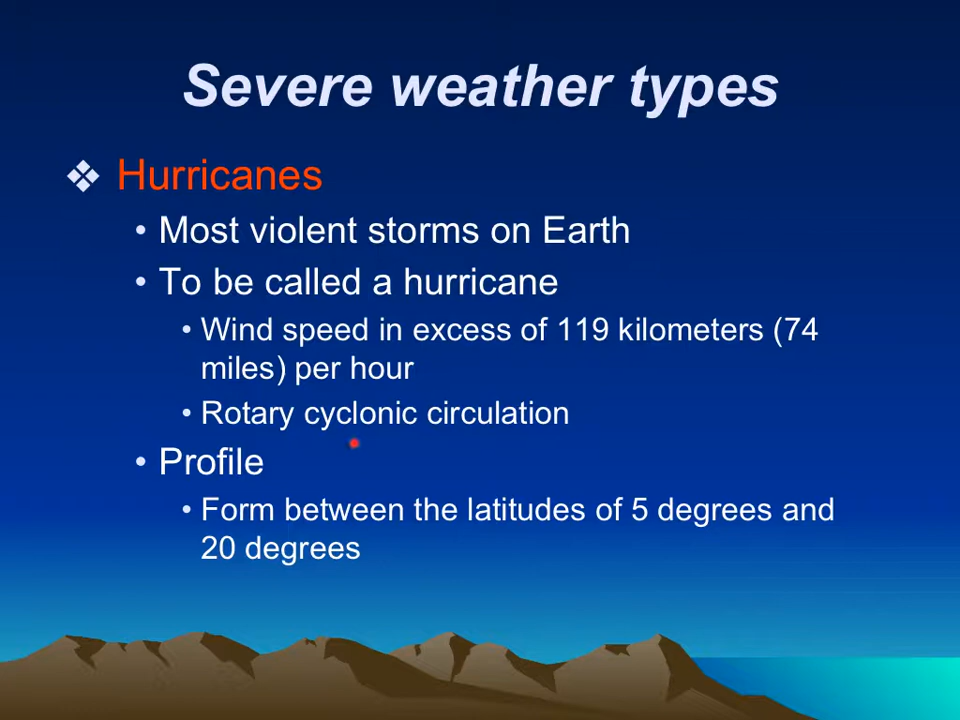 Severe weather types
❖ Hurricanes
• Most violent storms on Earth
• To be called a hurricane
• Wind speed in excess of 119 kilometers (74
miles) per hour
• Rotary cyclonic circulation
• Profile
• Form between the latitudes of 5 degrees and
20 degrees